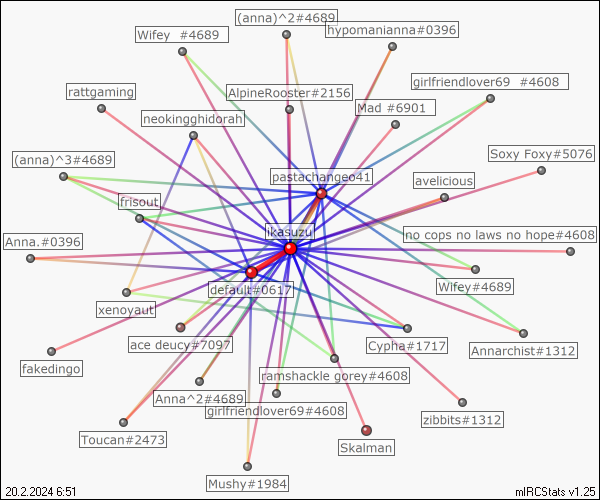 (anna)^2#4689
Wifey #4689
hypomanianna#0396
girlfriendlover69 #4608
rattgaming
AlpineRooster#2156
Mad #6901
neokingghidorah
(anna)^3#4689
Soxy Foxy#5076
pastachangeo41
avelicious
frisout
ikasuzu
no cops no laws no hope#4608
Anna.#0396
Wifey#4689
default#0617
xenoyaut
ace deucy#7097
Cypha#1717
Annarchist#1312
fakedingo
ramshackle gorey#4608
Anna^2#4689
girlfriendlover69#4608
zibbits#1312
Toucan#2473
Skalman
Mushy#1984
20.2.2024 6:51
mIRCStats v1.25